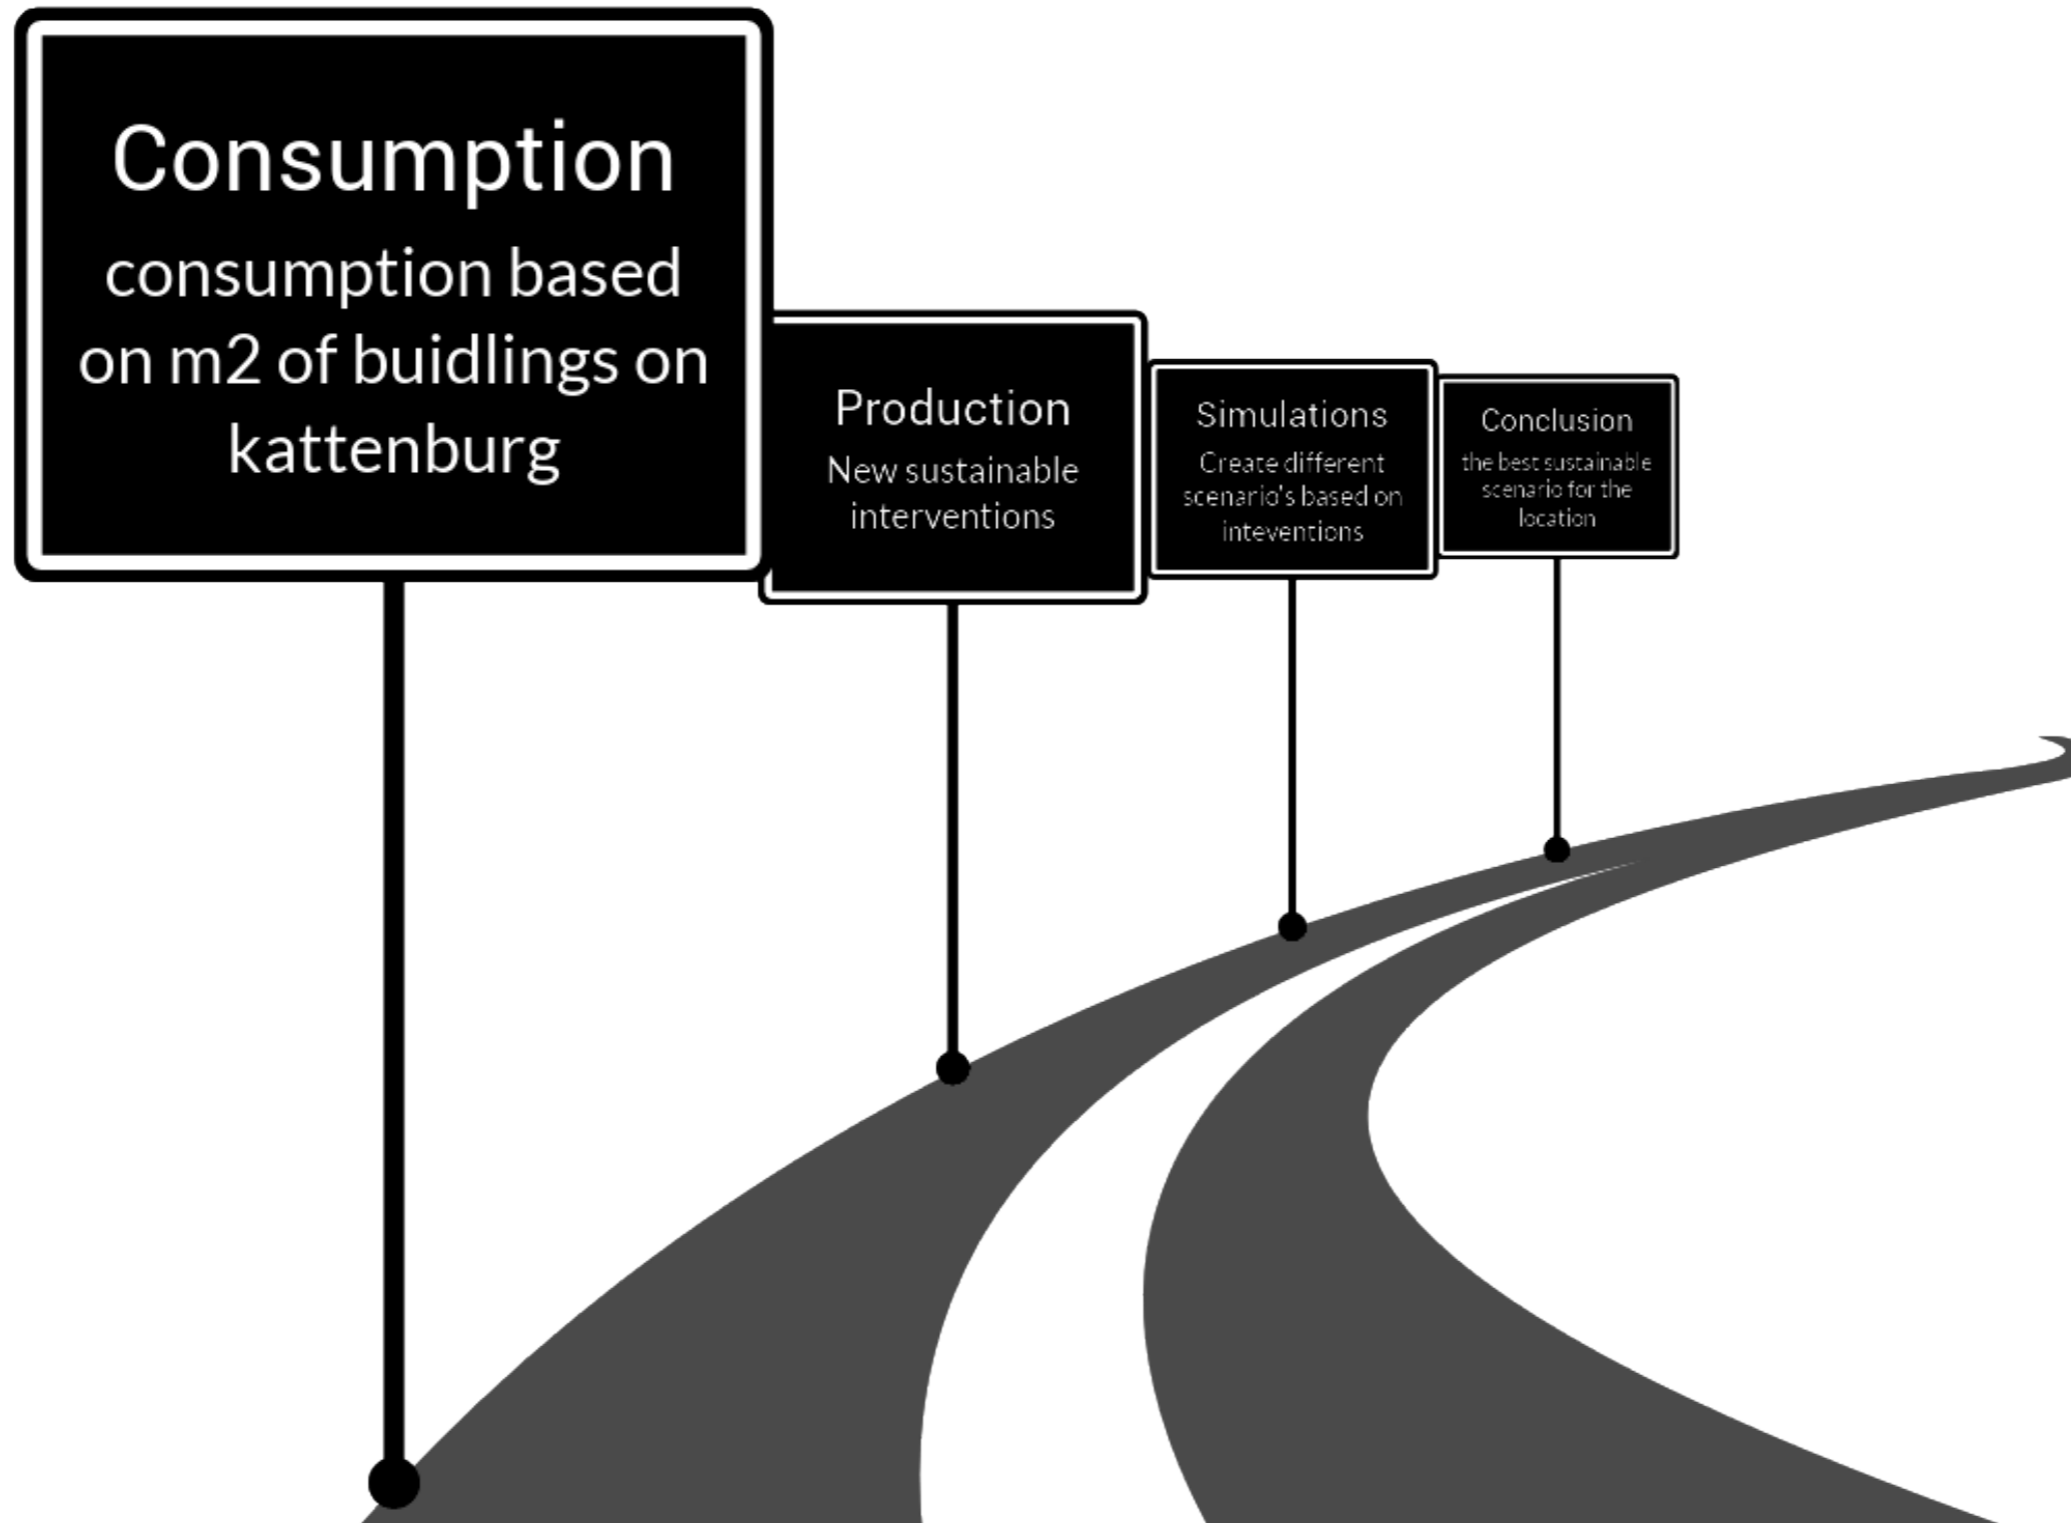 Consumption
consumption based
on m2 of buidlings on
kattenburg
Production
New sustainable
interventions
Simulations
Create different
scenario's based on
inteventions
Conclusion
the best sustainable
scenario for the
location